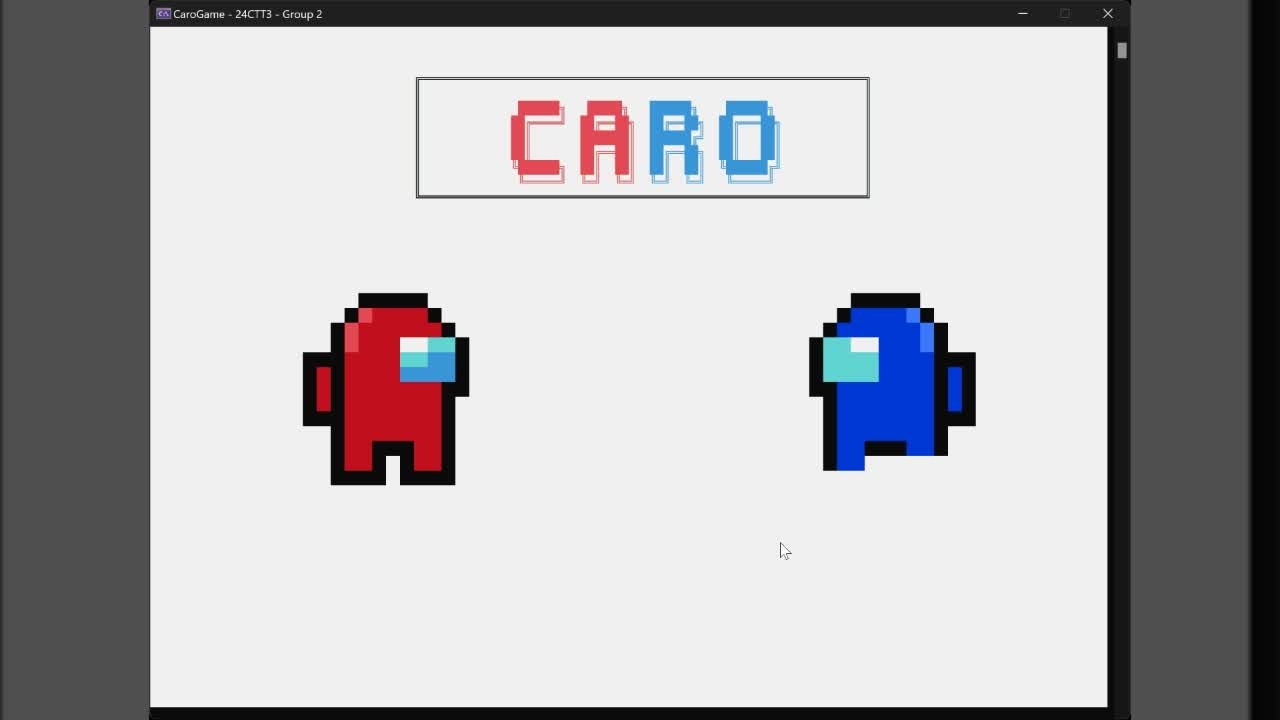 CaroGame - 24CTT3 - Group 2
CARO